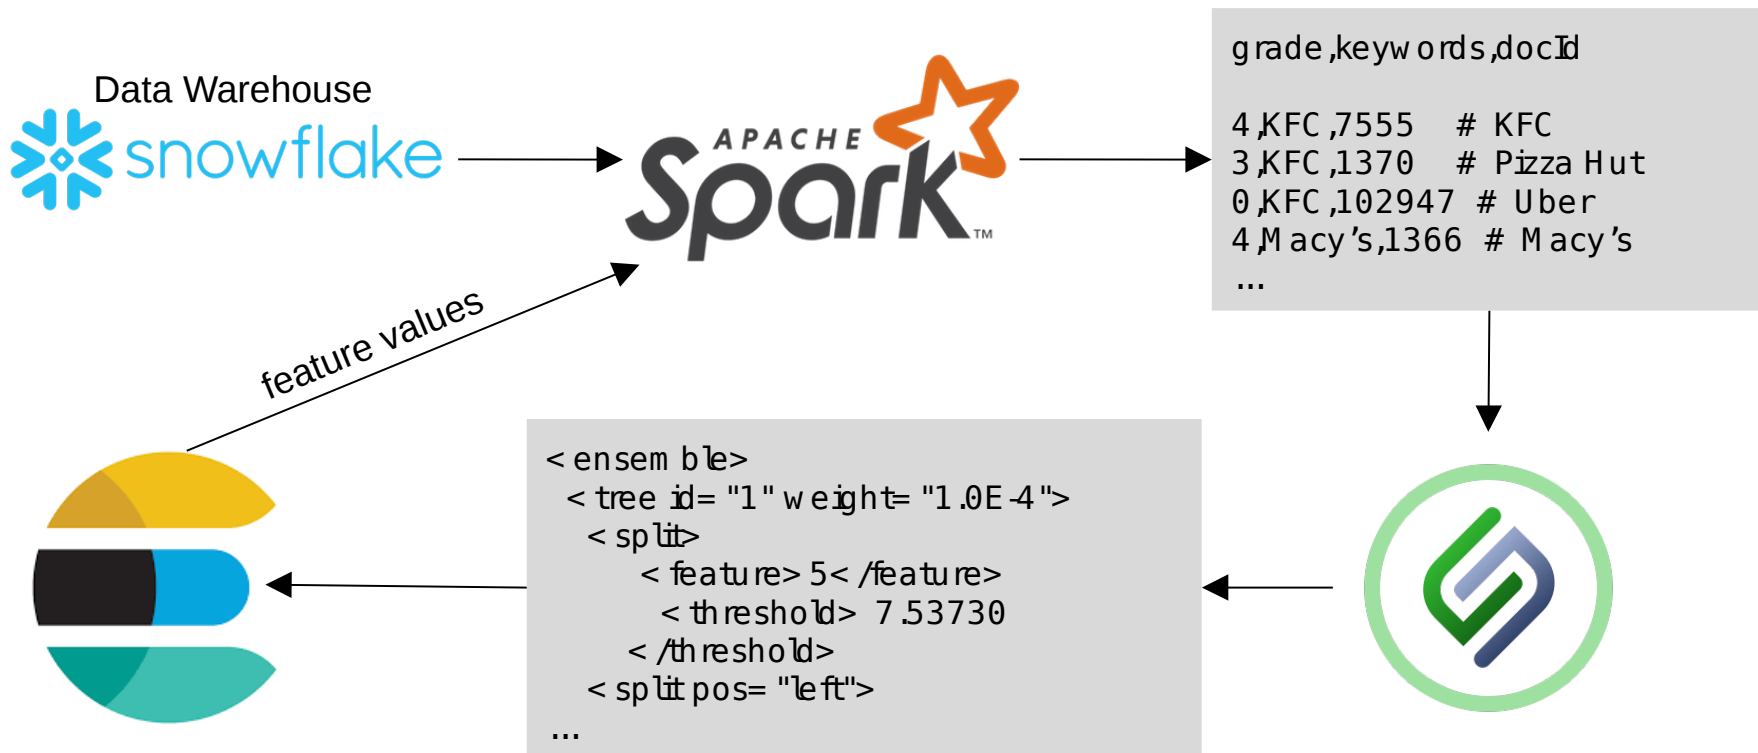 Data Warehouse
snowflake
APACHE
Spark™
grade,keywords,docId
4,KFC,7555 # KFC
3,KFC,1370 # Pizza Hut
0,KFC,102947 # Uber
4,Macy’s,1366 # Macy’s
...
feature values
<ensemble>
<tree id="1" weight="1.0E-4">
<split>
<feature> 5</feature>
<threshold> 7.53730
</threshold>
<split pos="left">
...